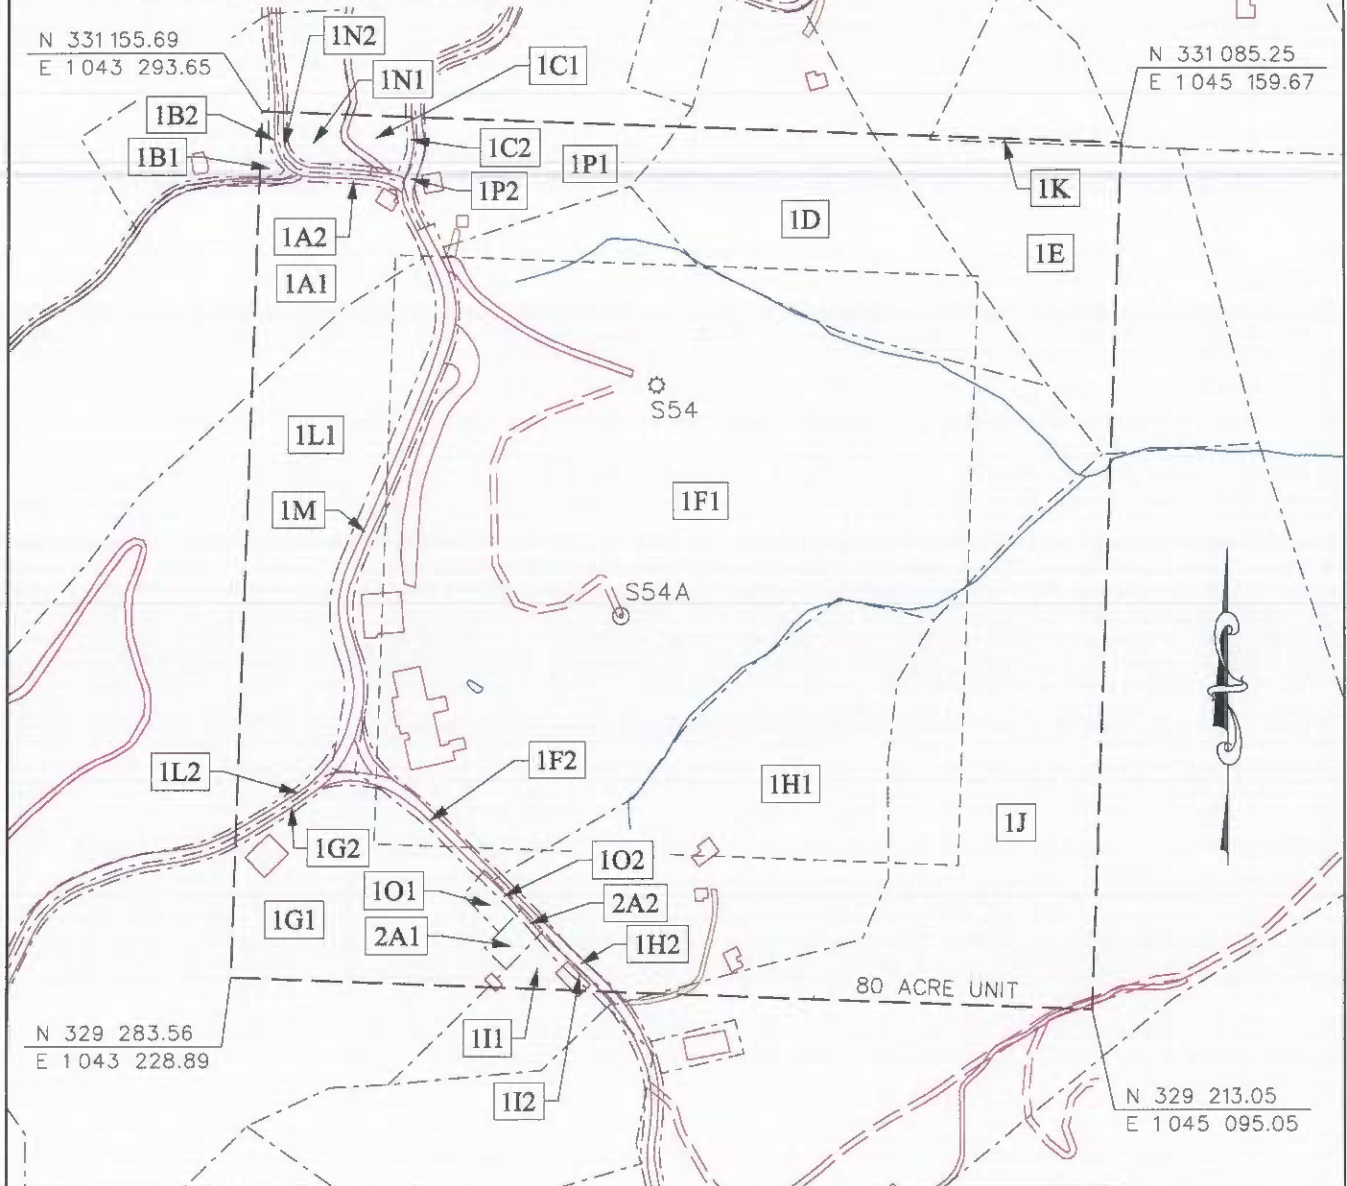 N 331 155.69
E 1 043 293.65
1N2
1N1
1C1
N 331 085.25
E 1 045 159.67
1B2
1B1
1C2
1P1
1P2
1K
1D
1A2
1E
1A1
S54
1L1
1F1
1M
S54A
1F2
1L2
1H1
1J
1G2
1O2
1O1
2A2
1G1
2A1
1H2
80 ACRE UNIT
N 329 283.56
E 1 043 228.89
1I1
1I2
N 329 213.05
E 1 045 095.05